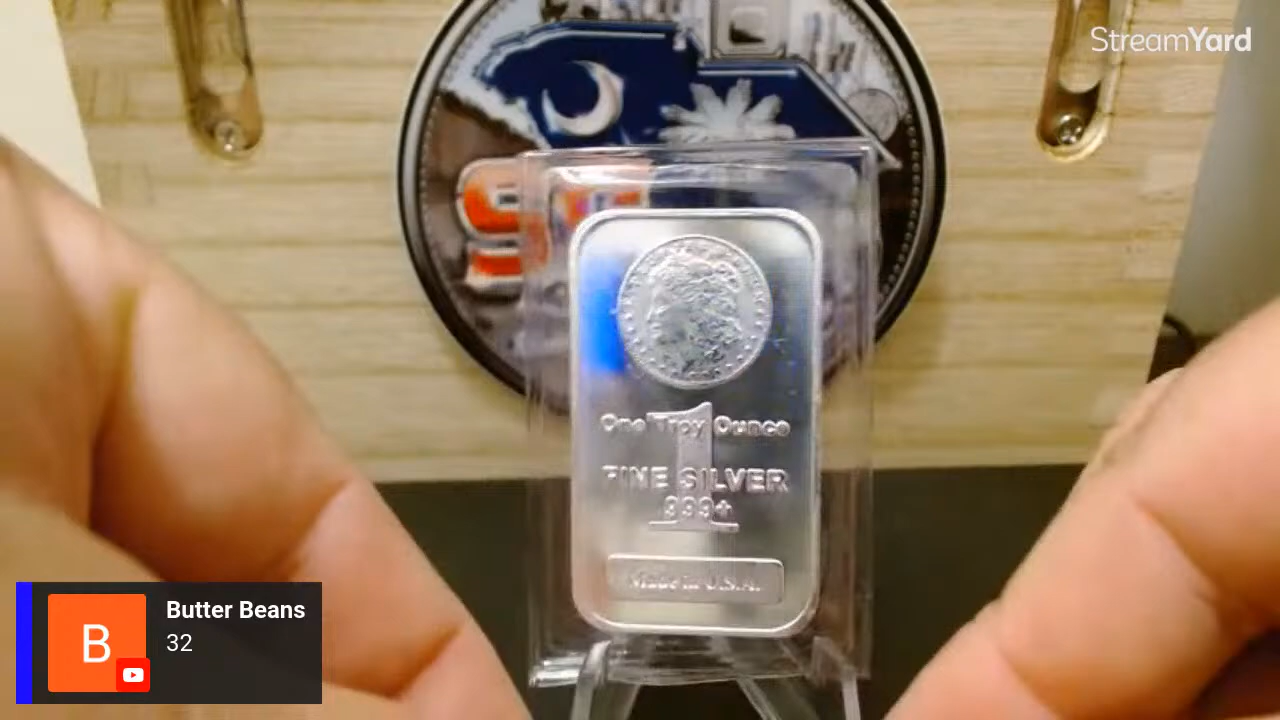 StreamYard
One Troy Ounce
1
FINE SILVER
999+
Made in U.S.A.
B
Butter Beans
32